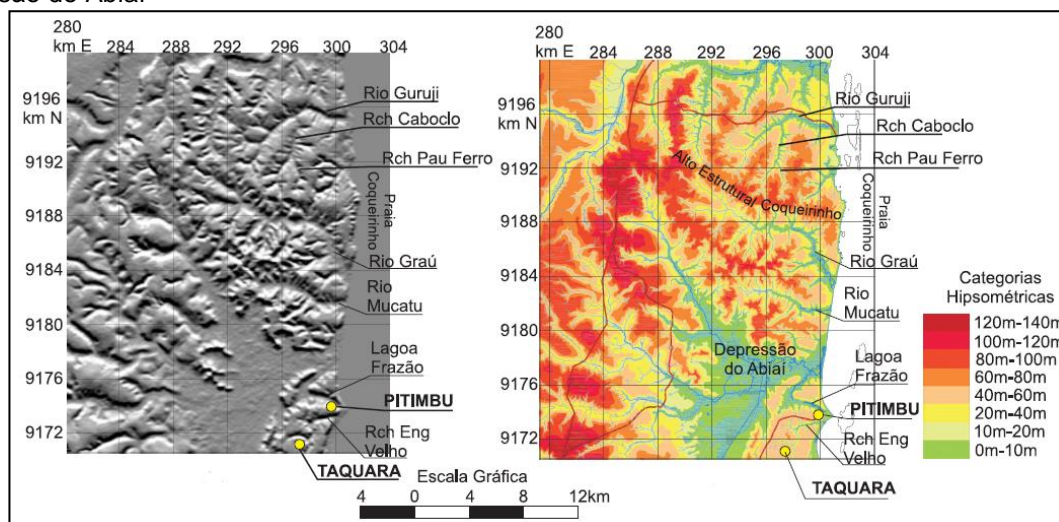 são do Abiaí
280
km E
284 288 292 296 300 304
9196
km N
9192
9188
9184
9180
9176
9172
Rio Guruji
Rch Caboclo
Rch Pau Ferro
Praia
Coqueirinho
Rio Graú
Rio
Mucatu
Lagoa
Frazão
PITIMBU
Rch Eng
Velho
TAQUARA
Escala Gráfica
4 0 4 8 12km
280
km E
284 288 292 296 300 304
9196
km N
9192
9188
9184
9180
9176
9172
Rio Guruji
Rch Caboclo
Rch Pau Ferro
Alto Estrutural Coqueirinho
Praia
Coqueirinho
Rio Graú
Rio
Mucatu
Depressão
do Abiaí
Lagoa
Frazão
PITIMBU
Rch Eng
Velho
TAQUARA
Categorias
Hipsométricas
120m-140m
100m-120m
80m-100m
60m-80m
40m-60m
20m-40m
10m-20m
0m-10m